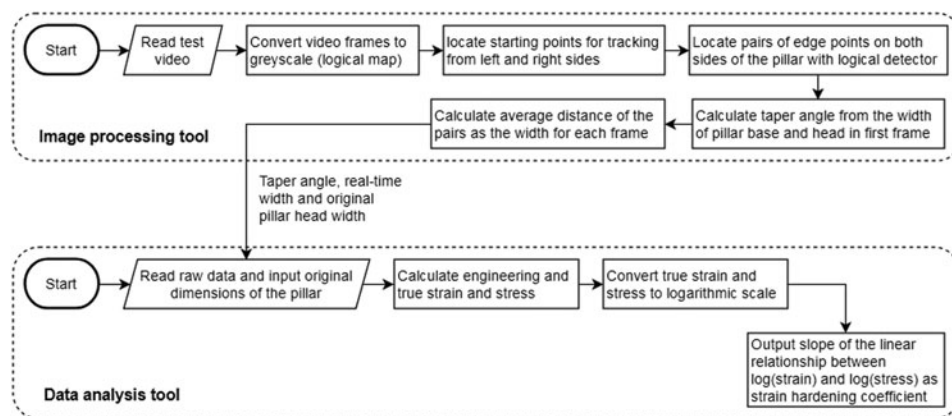 Start
Read test
video
Convert video frames to
greyscale (logical map)
locate starting points for tracking
from left and right sides
Locate pairs of edge points on both
sides of the pillar with logical detector
Calculate taper angle from the width
of pillar base and head in first frame
Calculate average distance of the
pairs as the width for each frame
Image processing tool
Taper angle, real-time
width and original
pillar head width
Start
Read raw data and input original
dimensions of the pillar
Calculate engineering and
true strain and stress
Convert true strain and
stress to logarithmic scale
Output slope of the linear
relationship between
log(strain) and log(stress) as
strain hardening coefficient
Data analysis tool